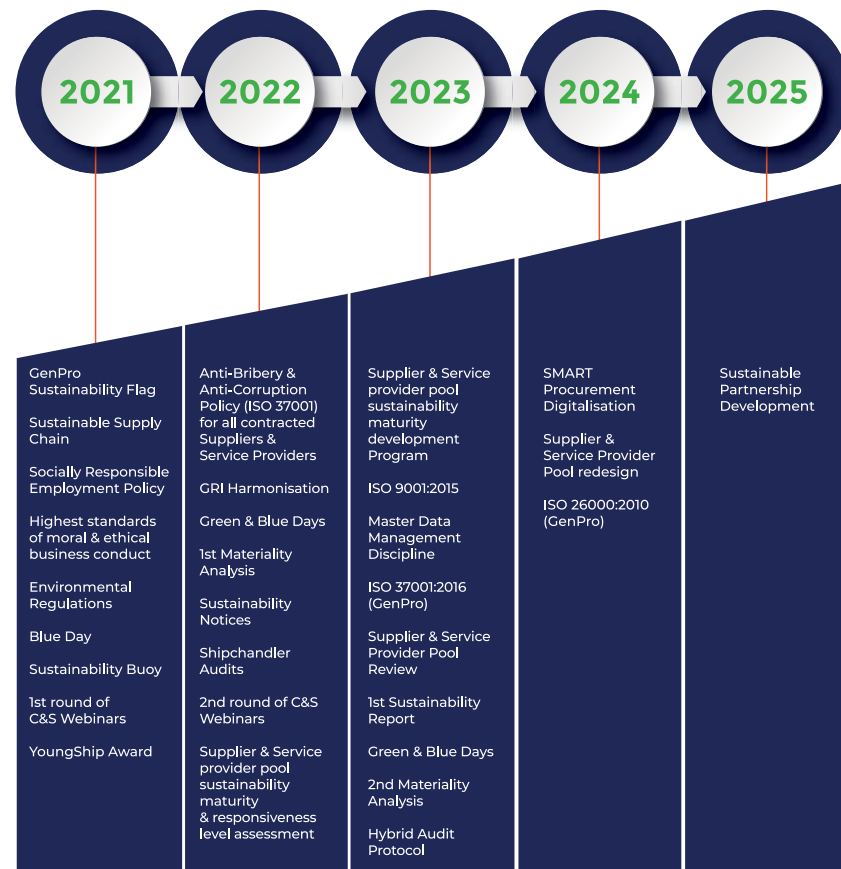 2021
2022
2023
2024
2025
GenPro
Sustainability Flag
Sustainable Supply
Chain
Socially Responsible
Employment Policy
Highest standards
of moral & ethical
business conduct
Environmental
Regulations
Blue Day
Sustainability Buoy
1st round of
C&S Webinars
YoungShip Award
Anti-Bribery &
Anti-Corruption
Policy (ISO 37001)
for all contracted
Suppliers &
Service Providers
GRI Harmonisation
Green & Blue Days
1st Materiality
Analysis
Sustainability
Notices
Shipchandler
Audits
2nd round of C&S
Webinars
Supplier & Service
provider pool
sustainability
maturity
& responsiveness
level assessment
Supplier & Service
provider pool
sustainability
maturity
development
Program
ISO 9001:2015
Master Data
Management
Discipline
ISO 37001:2016
(GenPro)
Supplier & Service
Provider Pool
Review
1st Sustainability
Report
Green & Blue Days
2nd Materiality
Analysis
Hybrid Audit
Protocol
SMART
Procurement
Digitalisation
Supplier &
Service Provider
Pool redesign
ISO 26000:2010
(GenPro)
Sustainable
Partnership
Development